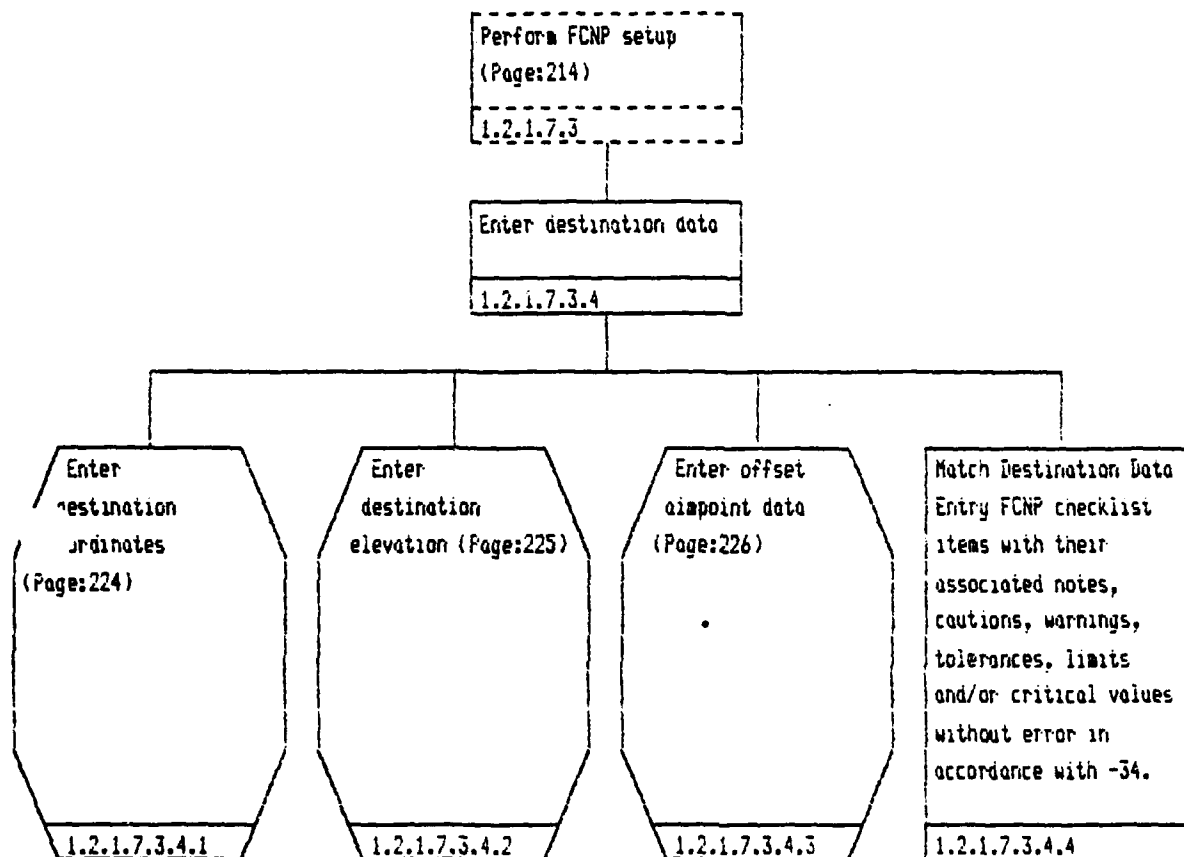 Perform FCNP setup
(Page:214)
1.2.1.7.3
Enter destination data
1.2.1.7.3.4
Enter
estination
ordinates
(Page:224)
1.2.1.7.3.4.1
Enter
destination
elevation (Page:225)
1.2.1.7.3.4.2
Enter offset
aimpoint data
(Page:226)
1.2.1.7.3.4.3
Match Destination Data
Entry FCNP checklist
items with their
associated notes,
cautions, warnings,
tolerances, limits
and/or critical values
without error in
accordance with -34.
1.2.1.7.3.4.4